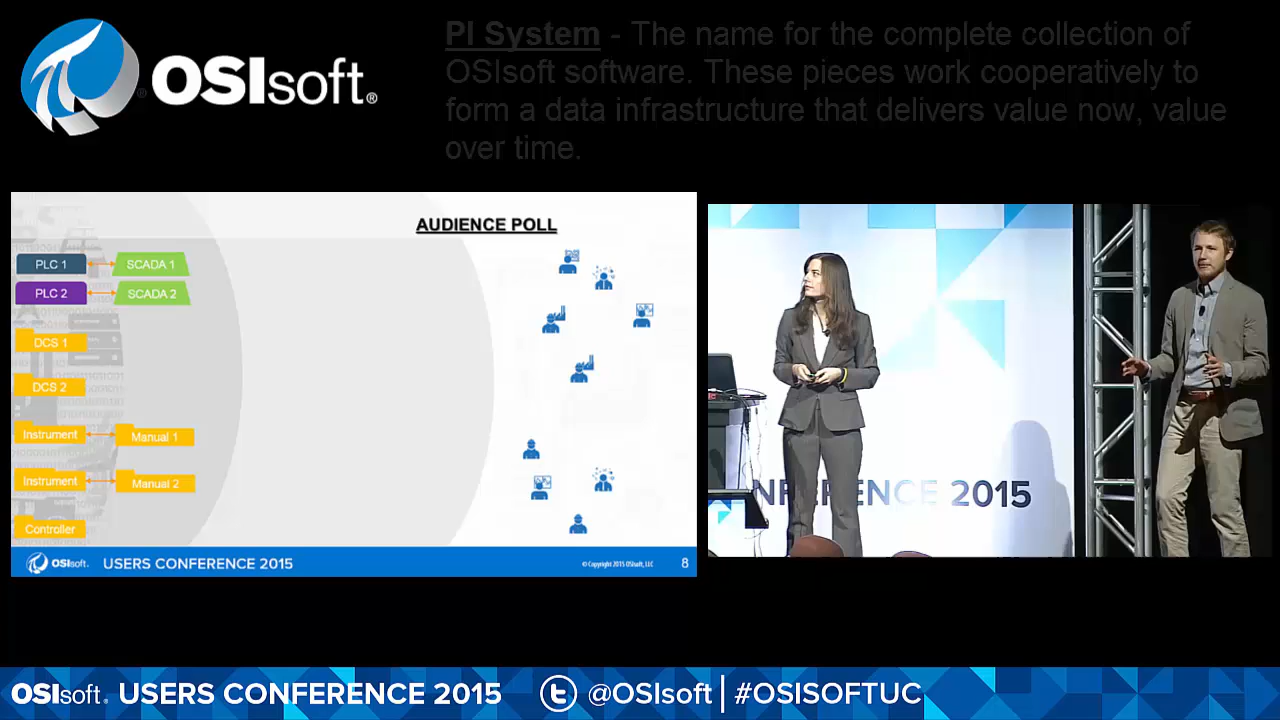 OSIsoft®
PI System - The name for the complete collection of
OSIsoft software. These pieces work cooperatively to
form a data infrastructure that delivers value now, value
over time.
AUDIENCE POLL
PLC 1
SCADA 1
PLC 2
SCADA 2
DCS 1
DCS 2
Instrument
Manual 1
Instrument
Manual 2
Controller
OSIsoft. USERS CONFERENCE 2015
© Copyright 2015 OSIsoft, LLC
8
NFERENCE 2015
OSIsoft. USERS CONFERENCE 2015 @OSIsoft #OSISOFTUC